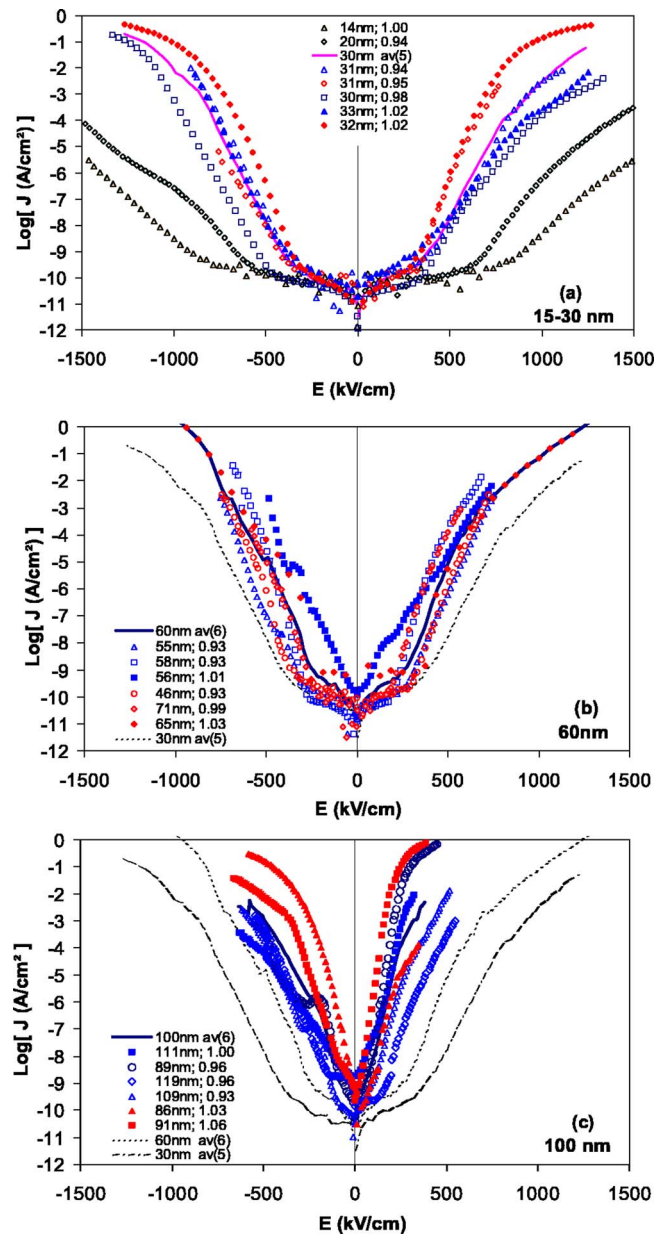 0
-1
-2
-3
-4
-5
-6
-7
-8
-9
-10
-11
-12
Log[ J (A/cm²) ]
14nm; 1.00
20nm; 0.94
30nm av(5)
31nm, 0.94
31nm, 0.95
30nm; 0.98
33nm; 1.02
32nm; 1.02
(a)
15-30 nm
-1500 -1000 -500 0 500 1000 1500
E (kV/cm)
0
-1
-2
-3
-4
-5
-6
-7
-8
-9
-10
-11
-12
Log[ J (A/cm²) ]
60nm av(6)
55nm; 0.93
58nm; 0.93
56nm; 1.01
46nm; 0.93
71nm, 0.99
65nm; 1.03
30nm av(5)
(b)
60nm
-1500 -1000 -500 0 500 1000 1500
E (kV/cm)
0
-1
-2
-3
-4
-5
-6
-7
-8
-9
-10
-11
-12
Log[ J (A/cm²) ]
100nm av(6)
111nm; 1.00
89nm; 0.96
119nm; 0.96
109nm; 0.93
86nm; 1.03
91nm; 1.06
60nm av(6)
30nm av(5)
(c)
100 nm
-1500 -1000 -500 0 500 1000 1500
E (kV/cm)